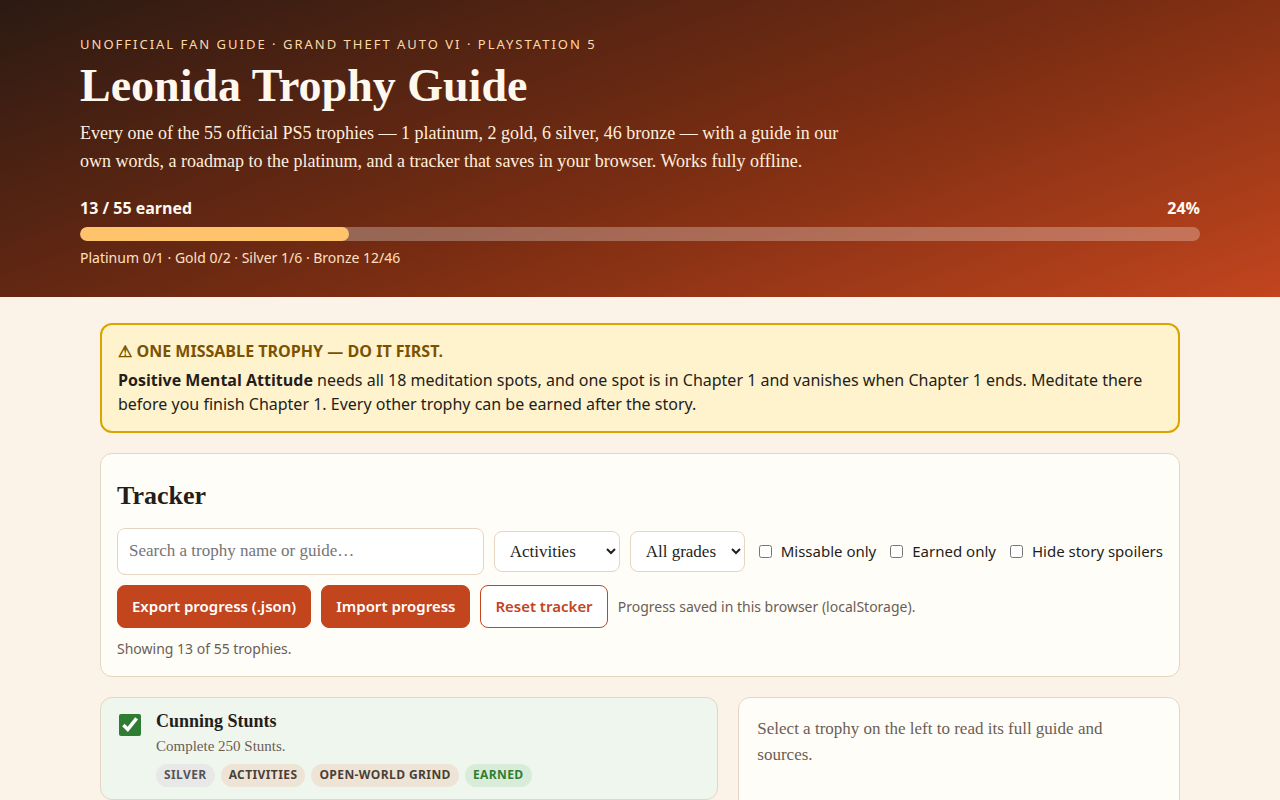 UNOFFICIAL FAN GUIDE · GRAND THEFT AUTO VI · PLAYSTATION 5
Leonida Trophy Guide
Every one of the 55 official PS5 trophies — 1 platinum, 2 gold, 6 silver, 46 bronze — with a guide in our
own words, a roadmap to the platinum, and a tracker that saves in your browser. Works fully offline.
13 / 55 earned 24%
Platinum 0/1 · Gold 0/2 · Silver 1/6 · Bronze 12/46
⚠ ONE MISSABLE TROPHY — DO IT FIRST.
Positive Mental Attitude needs all 18 meditation spots, and one spot is in Chapter 1 and vanishes when Chapter 1 ends. Meditate there
before you finish Chapter 1. Every other trophy can be earned after the story.
Tracker
Search a trophy name or guide… Activities All grades Missable only Earned only Hide story spoilers
Export progress (.json) Import progress Reset tracker Progress saved in this browser (localStorage).
Showing 13 of 55 trophies.
Cunning Stunts
Complete 250 Stunts.
SILVER ACTIVITIES OPEN-WORLD GRIND EARNED
Select a trophy on the left to read its full guide and
sources.